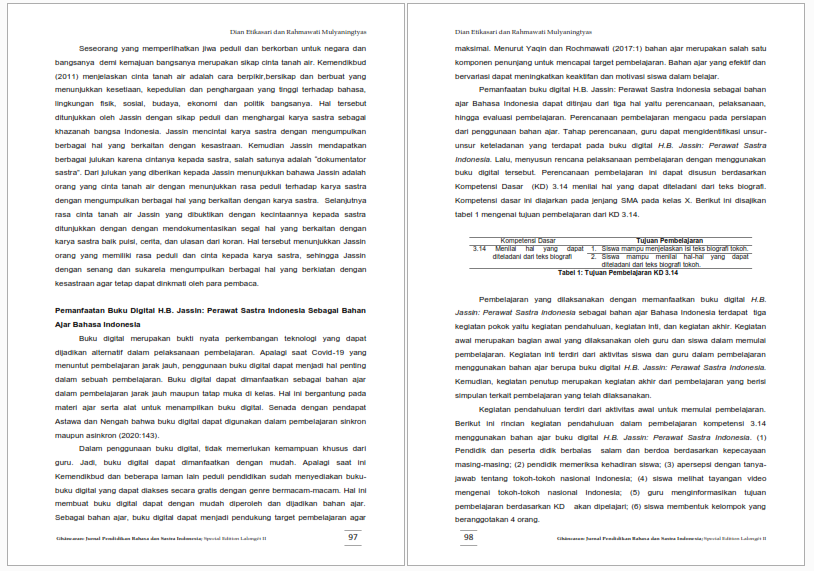 Dian Etikasari dan Rahmawati Mulyaningtyas
Seseorang yang memperlihatkan jiwa peduli dan berkorban untuk negara dan
bangsanya demi kemajuan bangsanya merupakan sikap cinta tanah air. Kemendikbud
(2011) menjelaskan cinta tanah air adalah cara berpikir,bersikap dan berbuat yang
menunjukkan kesetiaan, kepedulian dan penghargaan yang tinggi terhadap bahasa,
lingkungan fisik, sosial, budaya, ekonomi dan politik bangsanya. Hal tersebut
ditunjukkan oleh Jassin dengan sikap peduli dan menghargai karya sastra sebagai
khazanah bangsa Indonesia. Jassin mencintai karya sastra dengan mengumpulkan
berbagai hal yang berkaitan dengan kesastraan. Kemudian Jassin mendapatkan
berbagai julukan karena cintanya kepada sastra, salah satunya adalah "dokumentator
sastra". Dari julukan yang diberikan kepada Jassin menunjukkan bahawa Jassin adalah
orang yang cinta tanah air dengan menunjukkan rasa peduli terhadap karya sastra
dengan mengumpulkan berbagai hal yang berkaitan dengan karya sastra. Selanjutnya
rasa cinta tanah air Jassin yang dibuktikan dengan kecintaannya kepada sastra
ditunjukkan dengan dengan mendokumentasikan segal hal yang berkaitan dengan
karya sastra baik puisi, cerita, dan ulasan dari koran. Hal tersebut menunjukkan Jassin
orang yang memiliki rasa peduli dan cinta kepada karya sastra, sehingga Jassin
dengan senang dan sukarela mengumpulkan berbagai hal yang berkiatan dengan
kesastraan agar tetap dapat dinkmati oleh para pembaca.
Pemanfaatan Buku Digital H.B. Jassin: Perawat Sastra Indonesia Sebagai Bahan
Ajar Bahasa Indonesia
Buku digital merupakan bukti nyata perkembangan teknologi yang dapat
dijadikan alternatif dalam pelaksanaan pembelajaran. Apalagi saat Covid-19 yang
menuntut pembelajaran jarak jauh, penggunaan buku digital dapat menjadi hal penting
dalam sebuah pembelajaran. Buku digital dapat dimanfaatkan sebagai bahan ajar
dalam pembelajaran jarak jauh maupun tatap muka di kelas. Hal ini bergantung pada
materi ajar serta alat untuk menampilkan buku digital. Senada dengan pendapat
Astawa dan Nengah bahwa buku digital dapat digunakan dalam pembelajaran sinkron
maupun asinkron (2020:143).
Dalam penggunaan buku digital, tidak memerlukan kemampuan khusus dari
guru. Jadi, buku digital dapat dimanfaatkan dengan mudah. Apalagi saat ini
Kemendikbud dan beberapa laman lain peduli pendidikan sudah menyediakan buku-
buku digital yang dapat diakses secara gratis dengan genre bermacam-macam. Hal ini
membuat buku digital dapat dengan mudah diperoleh dan dijadikan bahan ajar.
Sebagai bahan ajar, buku digital dapat menjadi pendukung target pembelajaran agar
Ghâncaran: Jurnal Pendidikan Bahasa dan Sastra Indonesia; Special Edition Lalongèt II
97
Dian Etikasari dan Rahmawati Mulyaningtyas
maksimal. Menurut Yaqin dan Rochmawati (2017:1) bahan ajar merupakan salah satu
komponen penunjang untuk mencapai target pembelajaran. Bahan ajar yang efektif dan
bervariasi dapat meningkatkan keaktifan dan motivasi siswa dalam belajar.
Pemanfaatan buku digital H.B. Jassin: Perawat Sastra Indonesia sebagai bahan
ajar Bahasa Indonesia dapat ditinjau dari tiga hal yaitu perencanaan, pelaksanaan,
hingga evaluasi pembelajaran. Perencanaan pembelajaran mengacu pada persiapan
dari penggunaan bahan ajar. Tahap perencanaan, guru dapat mengidentifikasi unsur-
unsur keteladanan yang terdapat pada buku digital H.B. Jassin: Perawat Sastra
Indonesia. Lalu, menyusun rencana pelaksanaan pembelajaran dengan menggunakan
buku digital tersebut. Perencanaan pembelajaran ini dapat disusun berdasarkan
Kompetensi Dasar (KD) 3.14 menilai hal yang dapat diteladani dari teks biografi.
Kompetensi dasar ini diajarkan pada jenjang SMA pada kelas X. Berikut ini disajikan
tabel 1 mengenai tujuan pembelajaran dari KD 3.14.
Kompetensi Dasar Tujuan Pembelajaran
3.14 Menilai hal yang dapat 1. Siswa mampu menjelaskan isi teks biografi tokoh.
diteladani dari teks biografi 2. Siswa mampu menilai hal-hal yang dapat
diteladani dari teks biografi tokoh.
Tabel 1: Tujuan Pembelajaran KD 3.14
Pembelajaran yang dilaksanakan dengan memanfaatkan buku digital H.B.
Jassin: Perawat Sastra Indonesia sebagai bahan ajar Bahasa Indonesia terdapat tiga
kegiatan pokok yaitu kegiatan pendahuluan, kegiatan inti, dan kegiatan akhir. Kegiatan
awal merupakan bagian awal yang dilaksanakan oleh guru dan siswa dalam memulai
pembelajaran. Kegiatan inti terdiri dari aktivitas siswa dan guru dalam pembelajaran
menggunakan bahan ajar berupa buku digital H.B. Jassin: Perawat Sastra Indonesia.
Kemudian, kegiatan penutup merupakan kegiatan akhir dari pembelajaran yang berisi
simpulan terkait pembelajaran yang telah dilaksanakan.
Kegiatan pendahuluan terdiri dari aktivitas awal untuk memulai pembelajaran.
Berikut ini rincian kegiatan pendahuluan dalam pembelajaran kompetensi 3.14
menggunakan bahan ajar buku digital H.B. Jassin: Perawat Sastra Indonesia. (1)
Pendidik dan peserta didik berbalas salam dan berdoa berdasarkan kepecayaan
masing-masing; (2) pendidik memeriksa kehadiran siswa; (3) apersepsi dengan tanya-
jawab tentang tokoh-tokoh nasional Indonesia; (4) siswa melihat tayangan video
mengenai tokoh-tokoh nasional Indonesia; (5) guru menginformasikan tujuan
pembelajaran berdasarkan KD akan dipelajari; (6) siswa membentuk kelompok yang
beranggotakan 4 orang.
98
Ghâncaran: Jurnal Pendidikan Bahasa dan Sastra Indonesia; Special Edition Lalongèt II